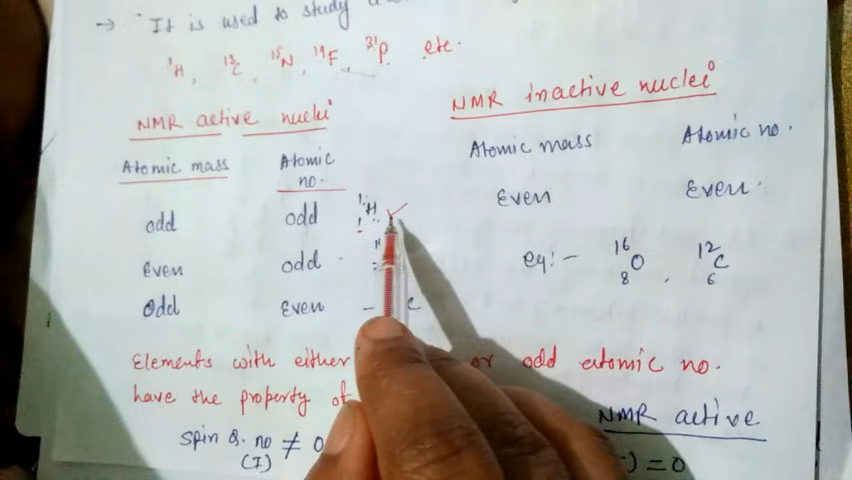 → It is used to study
¹H, ¹³C, ¹⁵N, ¹⁹F, ³¹P. etc.
NMR active nuclei
NMR inactive nuclei
Atomic mass Atomic no.
Atomic mass Atomic no.
odd odd ¹₁H ✓
Even Even.
Even odd
eg:- ¹⁶₈O , ¹²₆C
Odd Even – C
Elements with either or odd atomic no.
have the property of
NMR active
spin Q. no (I) ≠ 0
= 0